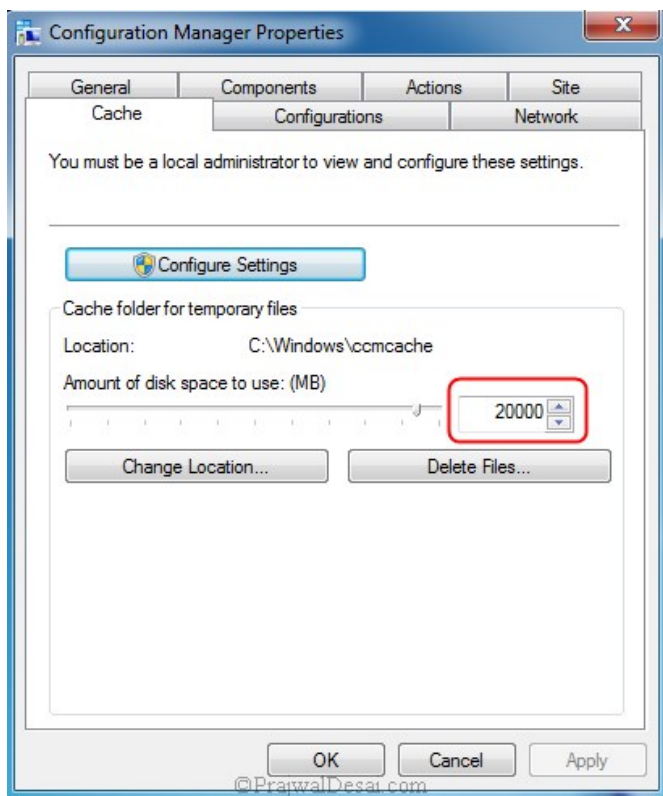 Configuration Manager Properties
General Components Actions Site
Cache Configurations Network
You must be a local administrator to view and configure these settings.
Configure Settings
Cache folder for temporary files
Location: C:\Windows\ccmcache
Amount of disk space to use: (MB)
20000
Change Location... Delete Files...
OK Cancel Apply
©PrajwalDesai.com